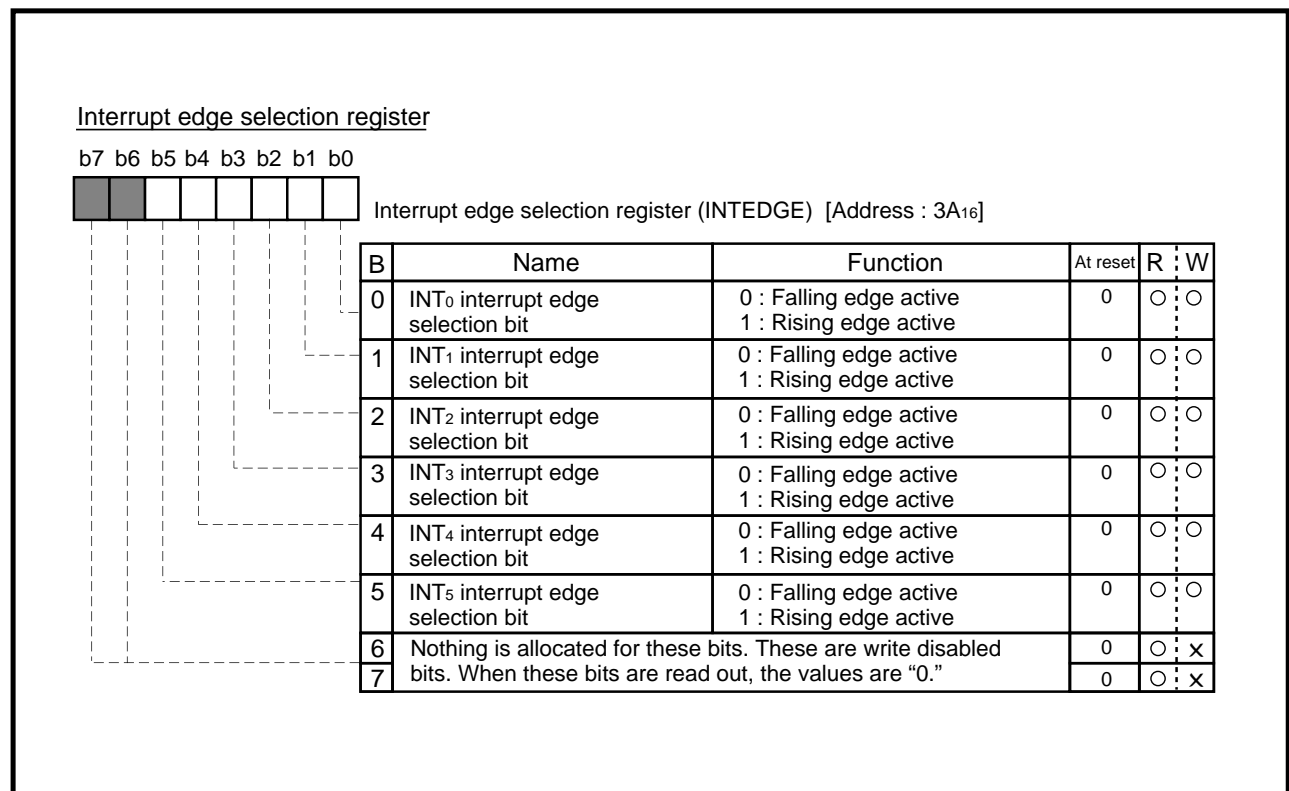 Interrupt edge selection register
b7 b6 b5 b4 b3 b2 b1 b0
Interrupt edge selection register (INTEDGE) [Address : 3A16]
B Name Function At reset R W
0 INT0 interrupt edge selection bit 0 : Falling edge active 0 ○ ○
1 : Rising edge active
1 INT1 interrupt edge selection bit 0 : Falling edge active 0 ○ ○
1 : Rising edge active
2 INT2 interrupt edge selection bit 0 : Falling edge active 0 ○ ○
1 : Rising edge active
3 INT3 interrupt edge selection bit 0 : Falling edge active 0 ○ ○
1 : Rising edge active
4 INT4 interrupt edge selection bit 0 : Falling edge active 0 ○ ○
1 : Rising edge active
5 INT5 interrupt edge selection bit 0 : Falling edge active 0 ○ ○
1 : Rising edge active
6 Nothing is allocated for these bits. These are write disabled 0 ○ ×
7 bits. When these bits are read out, the values are “0.” 0 ○ ×